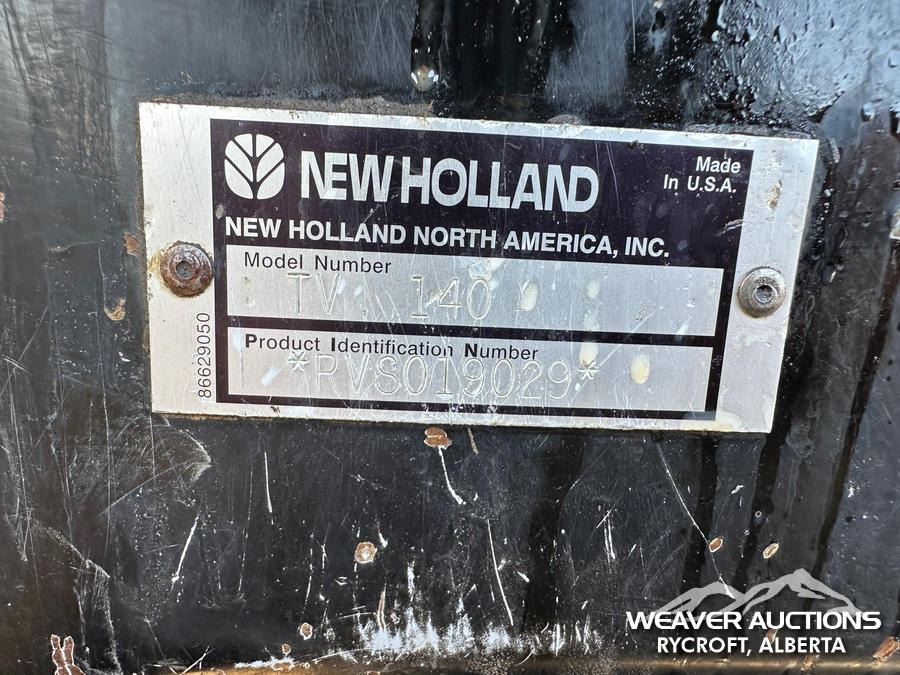 NEW HOLLAND
Made
In U.S.A.
NEW HOLLAND NORTH AMERICA, INC.
Model Number
TV 140
Product Identification Number
*RVS019029*
86629050
WEAVER AUCTIONS
RYCROFT, ALBERTA